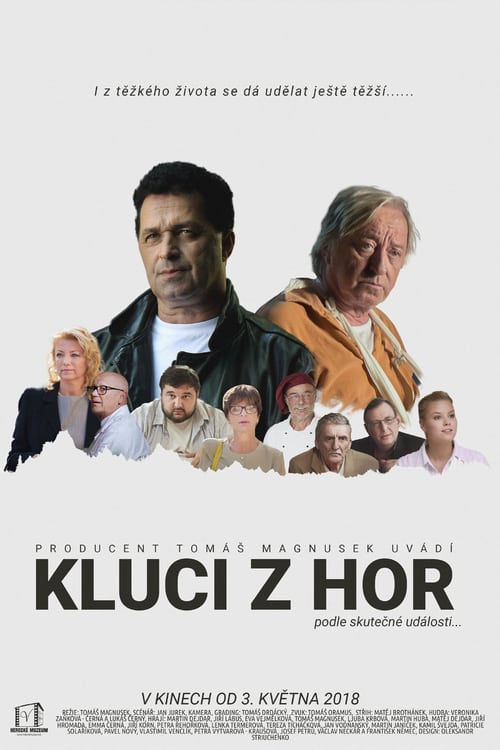 I z těžkého života se dá udělat ještě těžší......
PRODUCENT TOMÁŠ MAGNUSEK UVÁDÍ
KLUCI Z HOR
podle skutečné události...
V KINECH OD 3. KVĚTNA 2018
REŽIE: TOMÁŠ MAGNUSEK, SCÉNÁŘ: JAN JUREK, KAMERA, GRADING: TOMÁŠ DRDÁCKÝ, ZVUK: TOMÁŠ ORAMUS, STŘIH: MATĚJ BROTHÁNEK, HUDBA: VERONIKA
ZAŇKOVÁ - ČERNÁ A LUKÁŠ ČERNÝ, HRAJÍ: MARTIN DEJDAR, JIŘÍ LÁBUS, EVA VEJMĚLKOVÁ, TOMÁŠ MAGNUSEK, LJUBA KRBOVÁ, MARTIN HUBA, MATĚJ DEJDAR, JIŘÍ
HROMADA, EMMA ČERNÁ, JIŘÍ KORN, PETRA ŘEHOŘKOVÁ, LENKA TERMEROVÁ, TEREZA TICHÁČKOVÁ, JAN VODŇANSKÝ, MARTIN JANÍČEK, KAMIL ŠVEJDA, PATRICIE
SOLAŘÍKOVÁ, PAVEL NOVÝ, VLASTIMIL VENCLÍK, PETRA VYTVAROVÁ - KRAUSOVÁ, JOSEF PETRŮ, VÁCLAV NECKÁŘ A FRANTIŠEK NĚMEC, DESIGN: OLEKSANDR
STRIUCHENKO
HERECKÉ MUZEUM